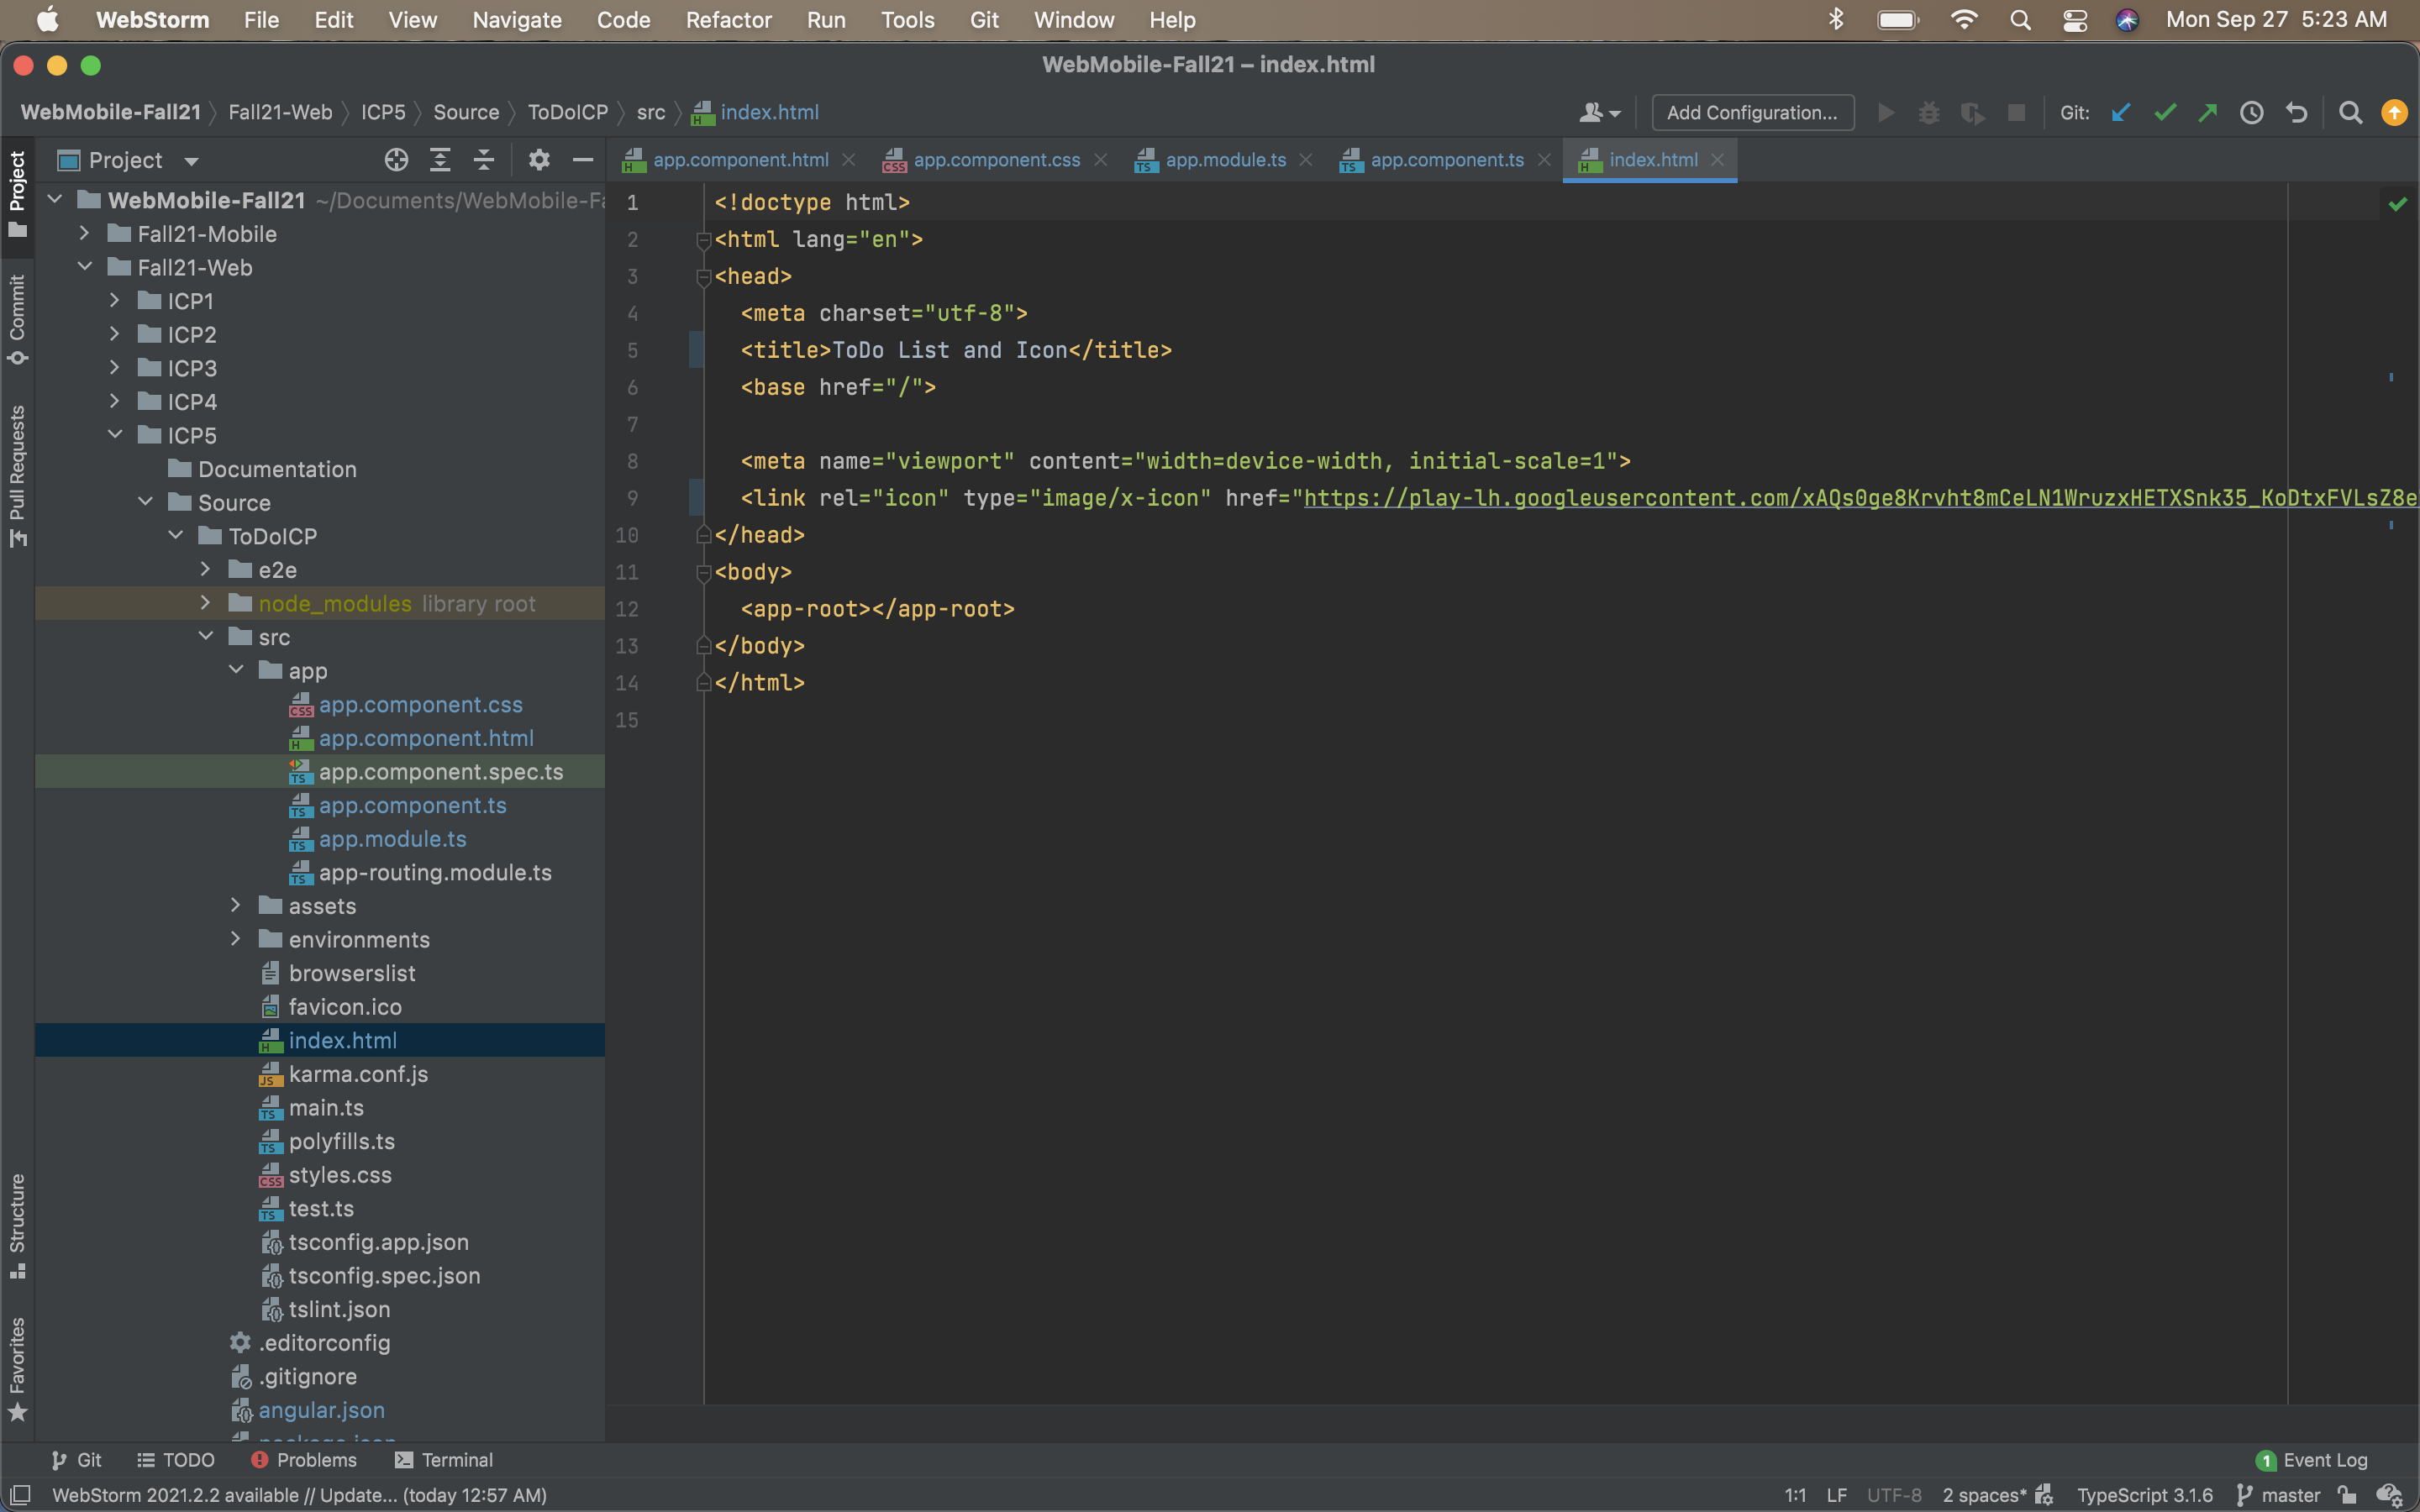 WebStorm File Edit View Navigate Code Refactor Run Tools Git Window Help Mon Sep 27 5:23 AM
WebMobile-Fall21 – index.html
WebMobile-Fall21 Fall21-Web ICP5 Source ToDoICP src index.html Add Configuration... Git:
Project
Commit
Pull Requests
Structure
Favorites
Project
app.component.html app.component.css app.module.ts app.component.ts index.html
WebMobile-Fall21 ~/Documents/WebMobile-Fa
Fall21-Mobile
Fall21-Web
ICP1
ICP2
ICP3
ICP4
ICP5
Documentation
Source
ToDoICP
e2e
node_modules library root
src
app
app.component.css
app.component.html
app.component.spec.ts
app.component.ts
app.module.ts
app-routing.module.ts
assets
environments
browserslist
favicon.ico
index.html
karma.conf.js
main.ts
polyfills.ts
styles.css
test.ts
tsconfig.app.json
tsconfig.spec.json
tslint.json
.editorconfig
.gitignore
angular.json
1 <!doctype html>
2 <html lang="en">
3 <head>
4 <meta charset="utf-8">
5 <title>ToDo List and Icon</title>
6 <base href="/">
7
8 <meta name="viewport" content="width=device-width, initial-scale=1">
9 <link rel="icon" type="image/x-icon" href="https://play-lh.googleusercontent.com/xAQs0ge8Krvht8mCeLN1WruzxHETXSnk35_KoDtxFVLsZ8e
10 </head>
11 <body>
12 <app-root></app-root>
13 </body>
14 </html>
15
Git TODO Problems Terminal 1 Event Log
WebStorm 2021.2.2 available // Update... (today 12:57 AM) 1:1 LF UTF-8 2 spaces* TypeScript 3.1.6 master